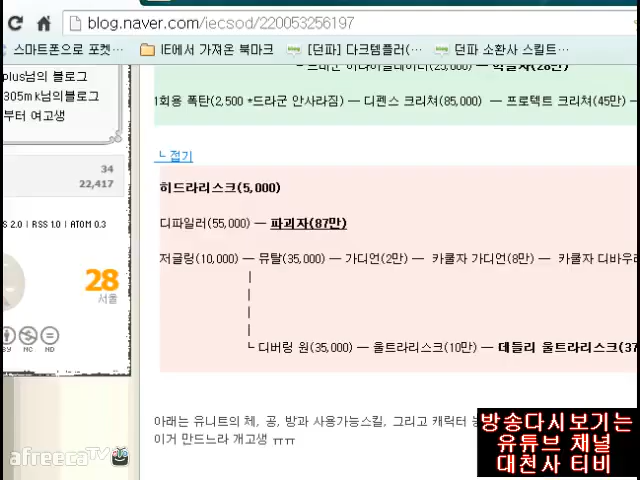 blog.naver.com/iecsod/220053256197
스마트폰으로 포켓… IE에서 가져온 북마크 [던파] 다크템플러(… 던파 소환사 스킬트…
plus님의 블로그
305mk님의블로그
부터 여고생
34
22,417
2.0 | RSS 1.0 | ATOM 0.3
28
서울
BY NC ND
1회용 폭탄(2,500 *드라군 안사라짐) ─ 디펜스 크리쳐(85,000) ─ 프로텍트 크리쳐(45만) ─
└ 접기
히드라리스크(5,000)
디파일러(55,000) ─ 파괴자(87만)
저글링(10,000) ─ 뮤탈(35,000) ─ 가디언(2만) ─ 카쿨자 가디언(8만) ─ 카쿨자 디바우러
└ 디버링 원(35,000) ─ 울트라리스크(10만) ─ 데들리 울트라리스크(37
아래는 유니트의 체, 공, 방과 사용가능스킬, 그리고 캐릭터
이거 만드느라 개고생 ㅠㅠ
방송다시보기는
유튜브 채널
대천사 티비
afreecaTV